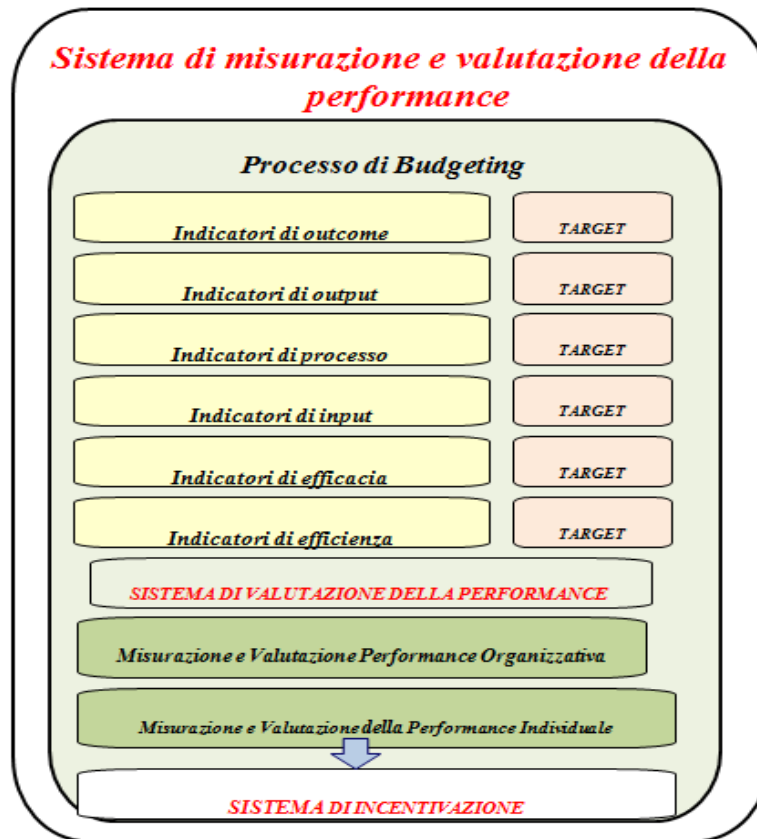 Sistema di misurazione e valutazione della
performance
Processo di Budgeting
Indicatori di outcome TARGET
Indicatori di output TARGET
Indicatori di processo TARGET
Indicatori di input TARGET
Indicatori di efficacia TARGET
Indicatori di efficienza TARGET
SISTEMA DI VALUTAZIONE DELLA PERFORMANCE
Misurazione e Valutazione Performance Organizzativa
Misurazione e Valutazione della Performance Individuale
SISTEMA DI INCENTIVAZIONE